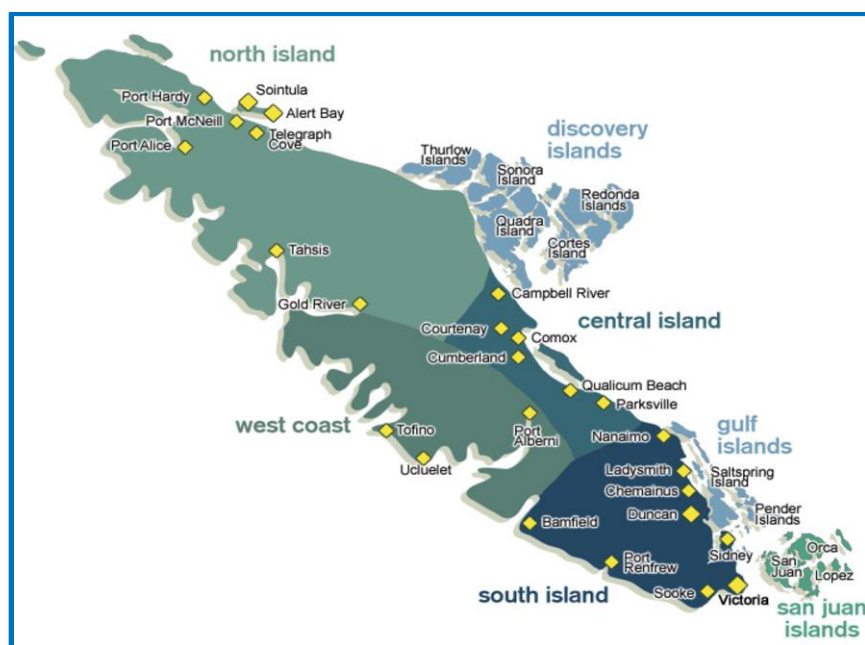 north island
Sointula
Port Hardy
Alert Bay
Port McNeill
Telegraph
Cove
Port Alice
discovery
islands
Thurlow
Islands
Sonora
Island
Redonda
Islands
Quadra
Island
Cortes
Island
Tahsis
Gold River
Campbell River
central island
Courtenay
Comox
Cumberland
Qualicum Beach
Parksville
west coast
Tofino
Port
Alberni
Nanaimo
gulf
islands
Ucluelet
Ladysmith
Saltspring
Island
Chemainus
Duncan
Pender
Islands
Bamfield
Sidney
Orca
San
Juan
Lopez
Port
Renfrew
south island
Sooke
Victoria
san juan
islands